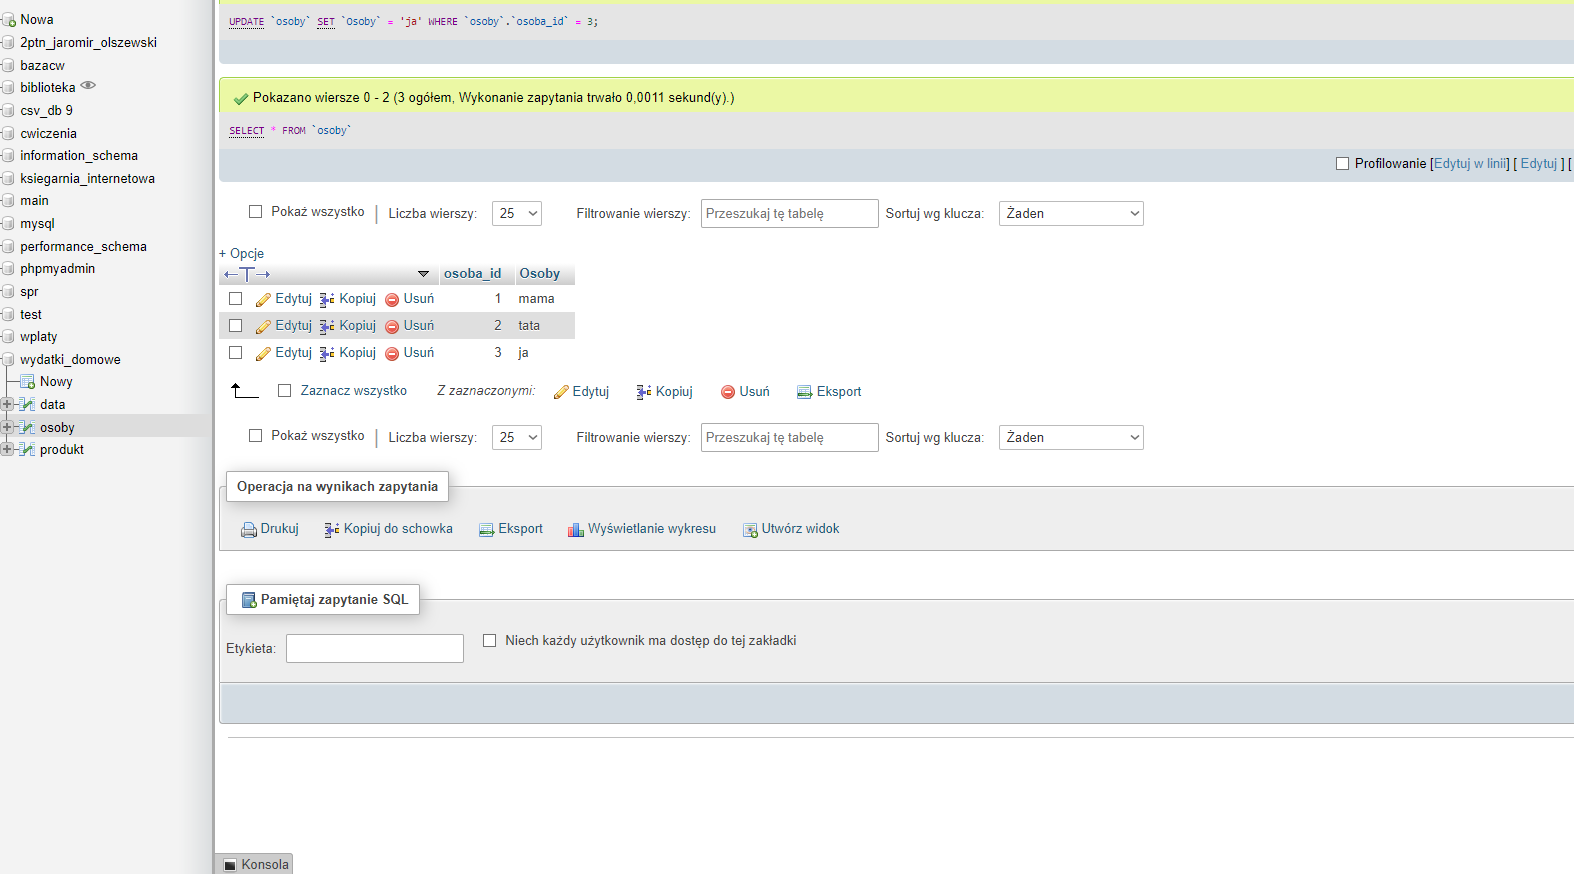 Nowa
2ptn_jaromir_olszewski
bazacw
biblioteka
csv_db 9
cwiczenia
information_schema
ksiegarnia_internetowa
main
mysql
performance_schema
phpmyadmin
spr
test
wplaty
wydatki_domowe
Nowy
data
osoby
produkt
UPDATE `osoby` SET `Osoby` = 'ja' WHERE `osoby`.`osoba_id` = 3;
Pokazano wiersze 0 - 2 (3 ogółem, Wykonanie zapytania trwało 0,0011 sekund(y).)
SELECT * FROM `osoby`
Profilowanie [Edytuj w linii] [ Edytuj ] [
Pokaż wszystko | Liczba wierszy: 25 Filtrowanie wierszy: Przeszukaj tę tabelę Sortuj wg klucza: Żaden
+ Opcje
←T→ osoba_id Osoby
Edytuj Kopiuj Usuń 1 mama
Edytuj Kopiuj Usuń 2 tata
Edytuj Kopiuj Usuń 3 ja
Zaznacz wszystko Z zaznaczonymi: Edytuj Kopiuj Usuń Eksport
Pokaż wszystko | Liczba wierszy: 25 Filtrowanie wierszy: Przeszukaj tę tabelę Sortuj wg klucza: Żaden
Operacja na wynikach zapytania
Drukuj Kopiuj do schowka Eksport Wyświetlanie wykresu Utwórz widok
Pamiętaj zapytanie SQL
Etykieta: Niech każdy użytkownik ma dostęp do tej zakładki
Konsola